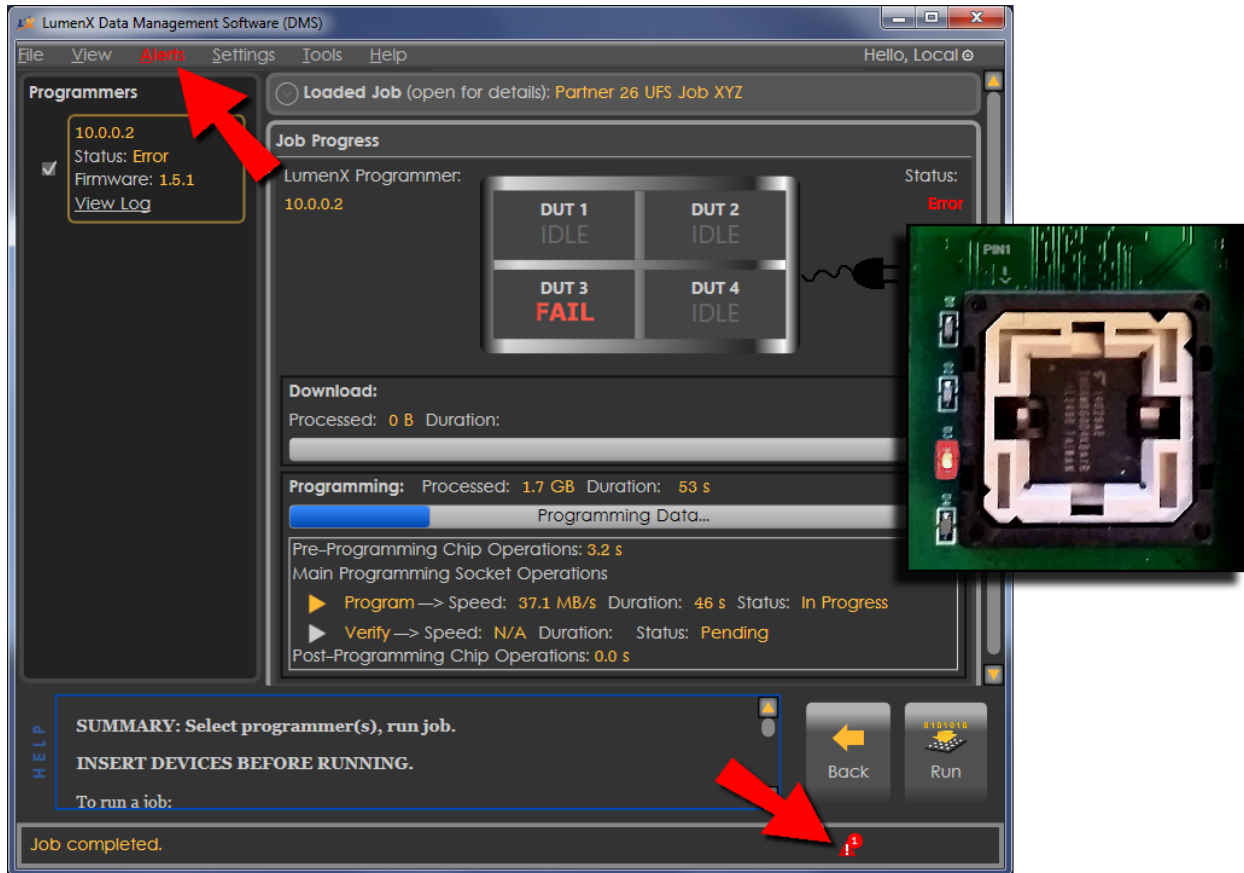 LumenX Data Management Software (DMS)
File View Alerts Settings Tools Help Hello, Local
Programmers
10.0.0.2
Status: Error
Firmware: 1.5.1
View Log
Loaded Job (open for details): Partner 26 UFS Job XYZ
Job Progress
LumenX Programmer:
10.0.0.2
Status:
Error
DUT 1
IDLE
DUT 2
IDLE
DUT 3
FAIL
DUT 4
IDLE
PIN1
Download:
Processed: 0 B Duration:
Programming: Processed: 1.7 GB Duration: 53 s
Programming Data...
Pre-Programming Chip Operations: 3.2 s
Main Programming Socket Operations
Program —> Speed: 37.1 MB/s Duration: 46 s Status: In Progress
Verify —> Speed: N/A Duration: Status: Pending
Post-Programming Chip Operations: 0.0 s
HELP
SUMMARY: Select programmer(s), run job.
INSERT DEVICES BEFORE RUNNING.
To run a job:
Back
0101010
Run
Job completed.
1